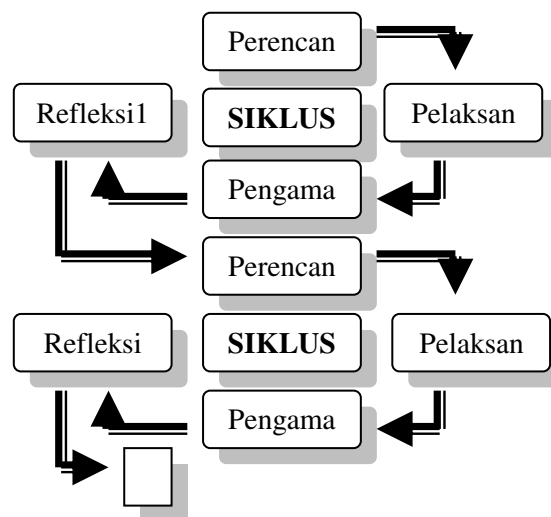 Perencan
Refleksi1
SIKLUS
Pelaksan
Pengama
Perencan
Refleksi
SIKLUS
Pelaksan
Pengama